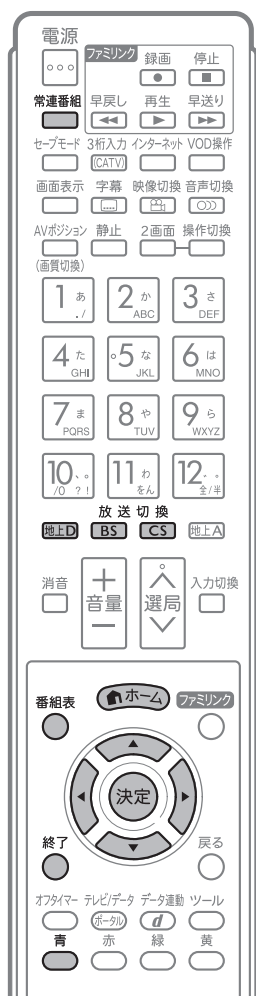 電源
ファミリンク 録画 停止
常連番組 早戻し 再生 早送り
セーブモード 3桁入力 インターネット VOD操作
(CATV)
画面表示 字幕 映像切換 音声切換
AVポジション 静止 2画面 操作切換
(画質切換)
1 あ ./ 2 か ABC 3 さ DEF
4 た GHI 5 な JKL 6 は MNO
7 ま PQRS 8 や TUV 9 ら WXYZ
10 、。 /0 ?! 11 わ をん 12 ゛゜ 全/半
放送切換
地上D BS CS 地上A
消音 + 音量 − 選局 入力切換
番組表 ホーム ファミリンク
決定
終了 戻る
オフタイマー テレビ/データ データ連動 ツール
ポータル d
青 赤 緑 黄